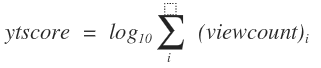 ytscore = log₁₀ ∑ᵢ (viewcount)ᵢ